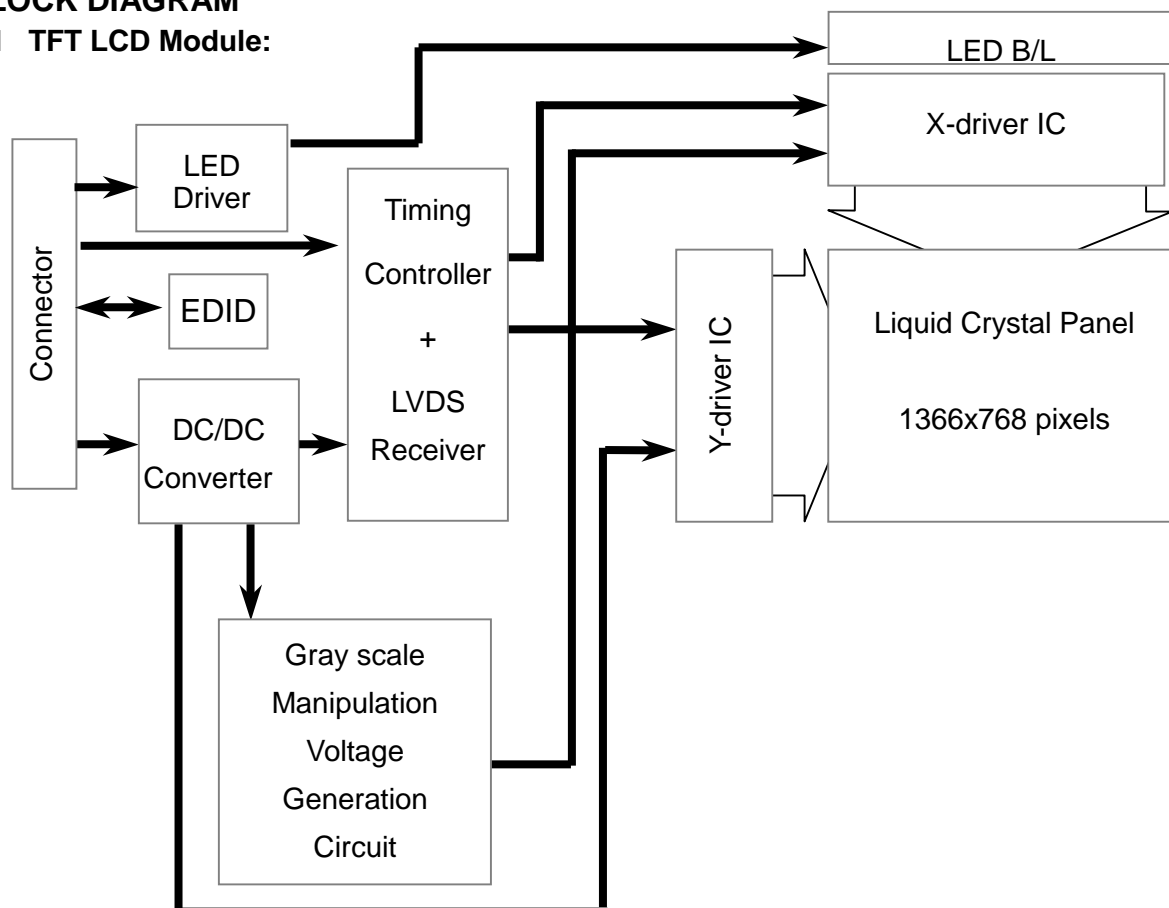 LOCK DIAGRAM
TFT LCD Module:
LED B/L
X-driver IC
LED
Driver
Timing
Controller
+
LVDS
Receiver
Connector
EDID
DC/DC
Converter
Y-driver IC
Liquid Crystal Panel
1366x768 pixels
Gray scale
Manipulation
Voltage
Generation
Circuit